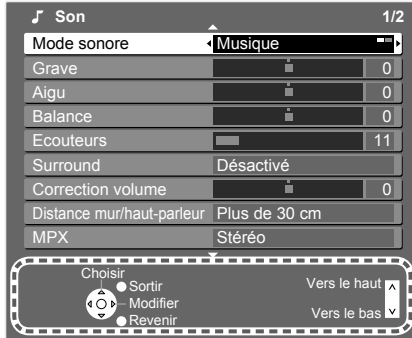 Son 1/2
Mode sonore Musique
Grave 0
Aigu 0
Balance 0
Ecouteurs 11
Surround Désactivé
Correction volume 0
Distance mur/haut-parleur Plus de 30 cm
MPX Stéréo
Choisir
Sortir
Modifier
Revenir
Vers le haut
Vers le bas